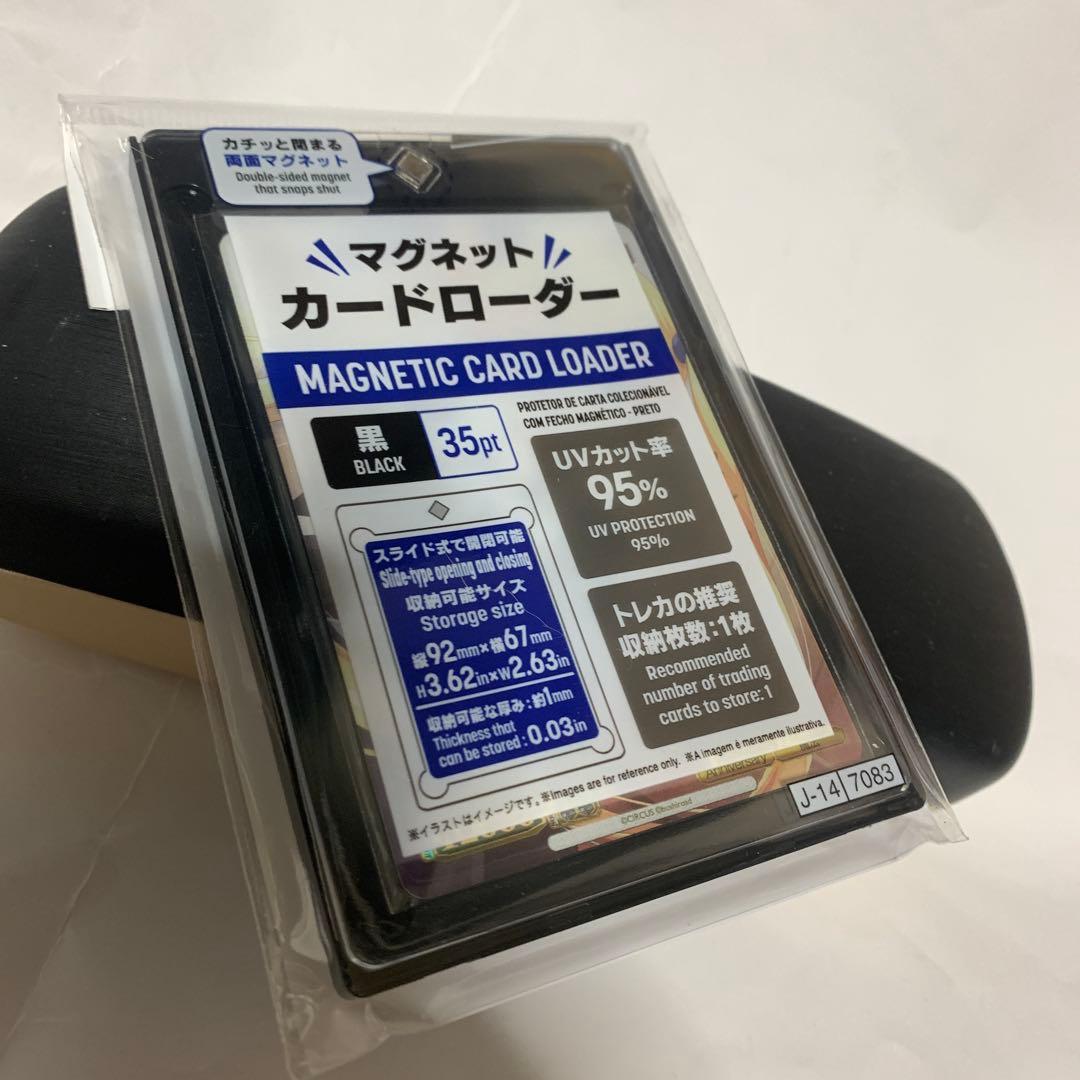 カチッと閉まる
両面マグネット
Double-sided magnet
that snaps shut
マグネット
カードローダー
MAGNETIC CARD LOADER
PROTETOR DE CARTA COLECIONÁVEL
COM FECHO MAGNÉTICO - PRETO
黒
BLACK
35pt
UVカット率
95%
UV PROTECTION
95%
スライド式で開閉可能
Slide-type opening and closing
収納可能サイズ
Storage size
縦92mm×横67mm
H3.62in×W2.63in
収納可能な厚み:約1mm
Thickness that
can be stored:0.03in
トレカの推奨
収納枚数:1枚
Recommended
number of trading
cards to store:1
※イラストはイメージです。※Images are for reference only. ※A imagem é meramente ilustrativa.
Anniversary
©CIRCUS ©bushiroad
J-14 7083